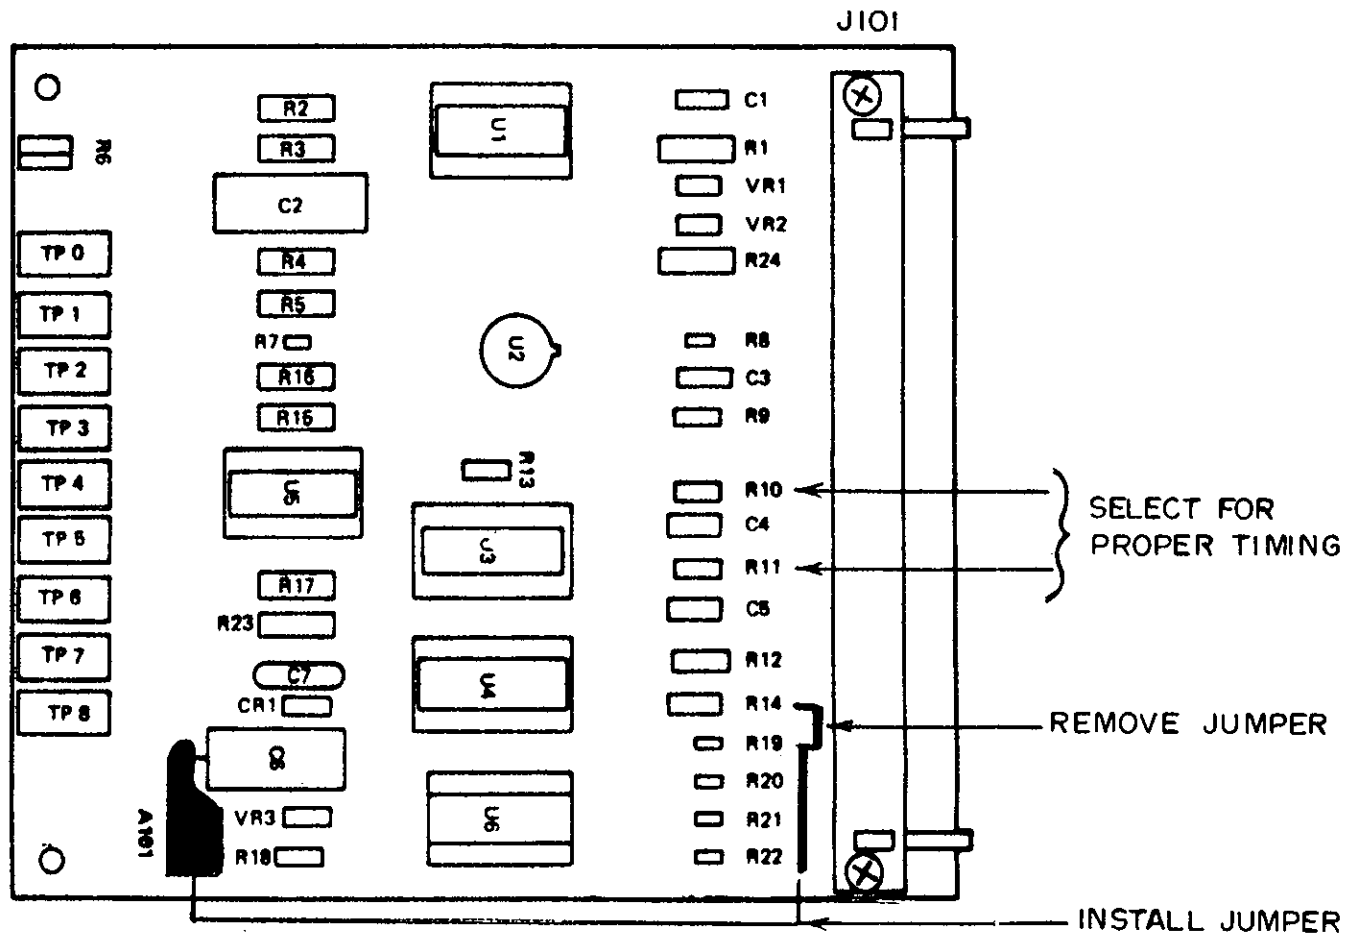 J101
R2
U1
C1
R6
R3
R1
C2
VR1
VR2
TP 0
R4
R24
TP 1
R5
R7
U2
R8
TP 2
R16
C3
TP 3
R15
R9
R13
TP 4
U5
R10
SELECT FOR
PROPER TIMING
C4
TP 5
U3
R11
TP 6
R17
C5
R23
TP 7
C7
U4
R12
TP 8
CR1
R14
REMOVE JUMPER
R19
C6
R20
A101
VR3
U6
R21
R18
R22
INSTALL JUMPER